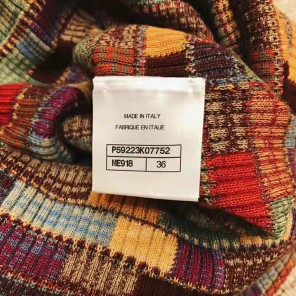 MADE IN ITALY
FABRIQUE EN ITALIE
P59223K07752
ME918 36